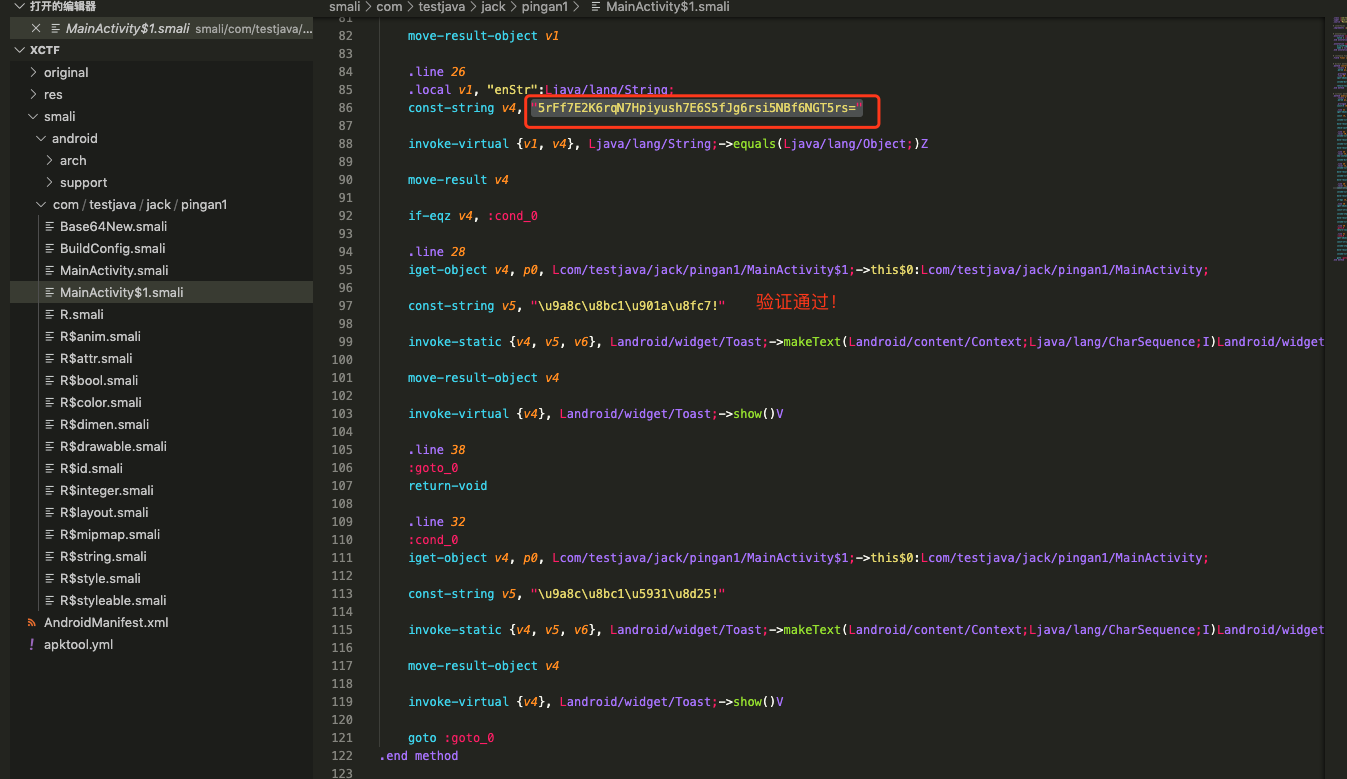 打开的编辑器
MainActivity$1.smali smali/com/testjava/...
XCTF
original
res
smali
android
arch
support
com / testjava / jack / pingan1
Base64New.smali
BuildConfig.smali
MainActivity.smali
MainActivity$1.smali
R.smali
R$anim.smali
R$attr.smali
R$bool.smali
R$color.smali
R$dimen.smali
R$drawable.smali
R$id.smali
R$integer.smali
R$layout.smali
R$mipmap.smali
R$string.smali
R$style.smali
R$styleable.smali
AndroidManifest.xml
! apktool.yml
smali > com > testjava > jack > pingan1 > MainActivity$1.smali
81
82 move-result-object v1
83
84 .line 26
85 .local v1, "enStr":Ljava/lang/String;
86 const-string v4, "5rFf7E2K6rqN7Hpiyush7E6S5fJg6rsi5NBf6NGT5rs="
87
88 invoke-virtual {v1, v4}, Ljava/lang/String;->equals(Ljava/lang/Object;)Z
89
90 move-result v4
91
92 if-eqz v4, :cond_0
93
94 .line 28
95 iget-object v4, p0, Lcom/testjava/jack/pingan1/MainActivity$1;->this$0:Lcom/testjava/jack/pingan1/MainActivity;
96
97 const-string v5, "\u9a8c\u8bc1\u901a\u8fc7!" 验证通过!
98
99 invoke-static {v4, v5, v6}, Landroid/widget/Toast;->makeText(Landroid/content/Context;Ljava/lang/CharSequence;I)Landroid/widget
100
101 move-result-object v4
102
103 invoke-virtual {v4}, Landroid/widget/Toast;->show()V
104
105 .line 38
106 :goto_0
107 return-void
108
109 .line 32
110 :cond_0
111 iget-object v4, p0, Lcom/testjava/jack/pingan1/MainActivity$1;->this$0:Lcom/testjava/jack/pingan1/MainActivity;
112
113 const-string v5, "\u9a8c\u8bc1\u5931\u8d25!"
114
115 invoke-static {v4, v5, v6}, Landroid/widget/Toast;->makeText(Landroid/content/Context;Ljava/lang/CharSequence;I)Landroid/widget
116
117 move-result-object v4
118
119 invoke-virtual {v4}, Landroid/widget/Toast;->show()V
120
121 goto :goto_0
122 .end method
123